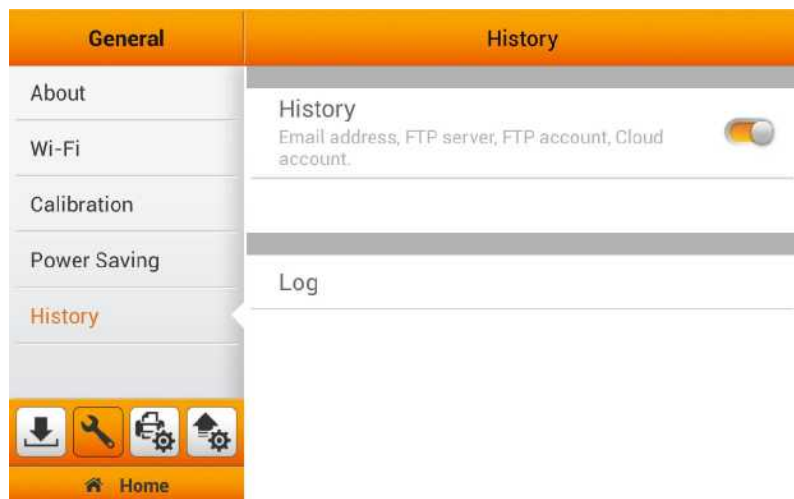 General
About
Wi-Fi
Calibration
Power Saving
History
Home
History
History
Email address, FTP server, FTP account, Cloud
account.
Log